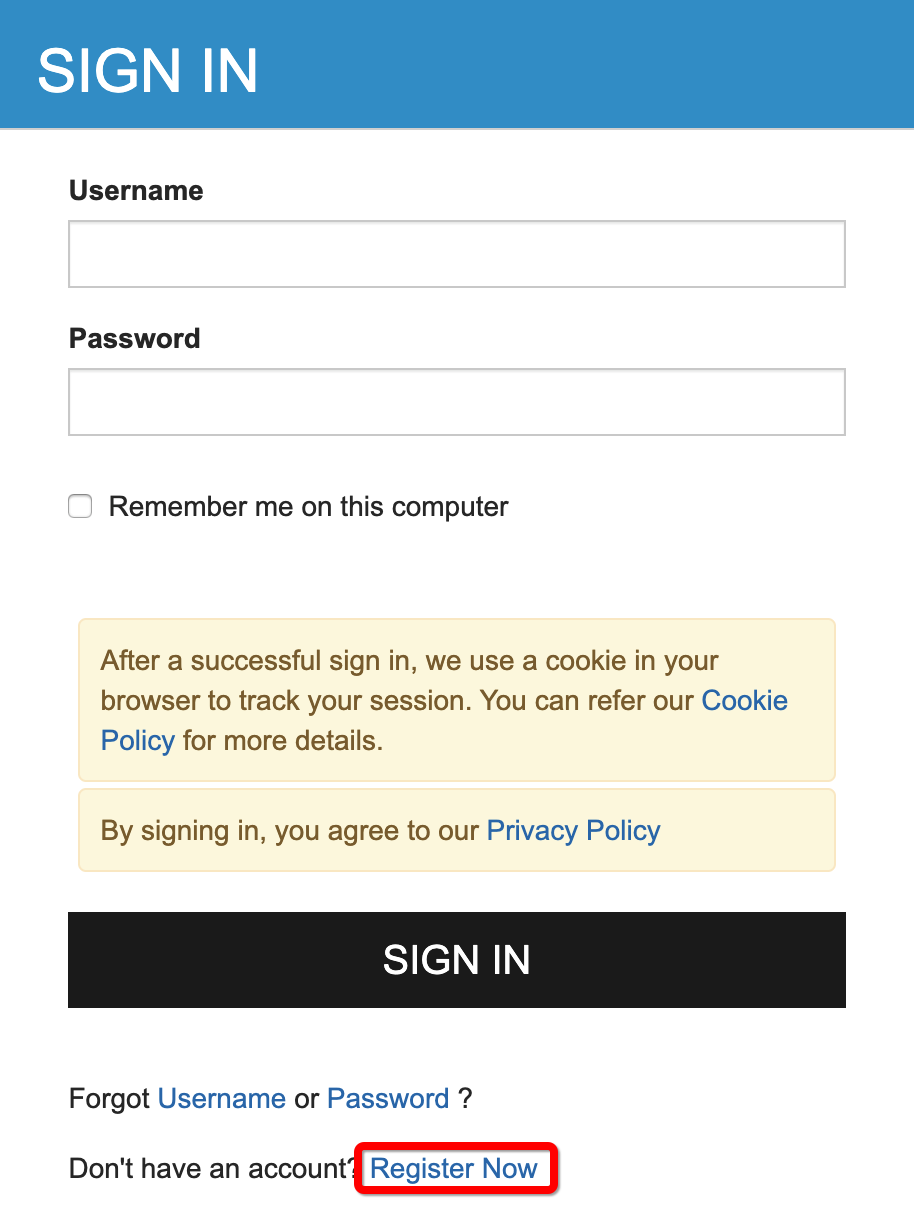 SIGN IN
Username
Password
Remember me on this computer
After a successful sign in, we use a cookie in your
browser to track your session. You can refer our Cookie
Policy for more details.
By signing in, you agree to our Privacy Policy
SIGN IN
Forgot Username or Password ?
Don't have an account? Register Now